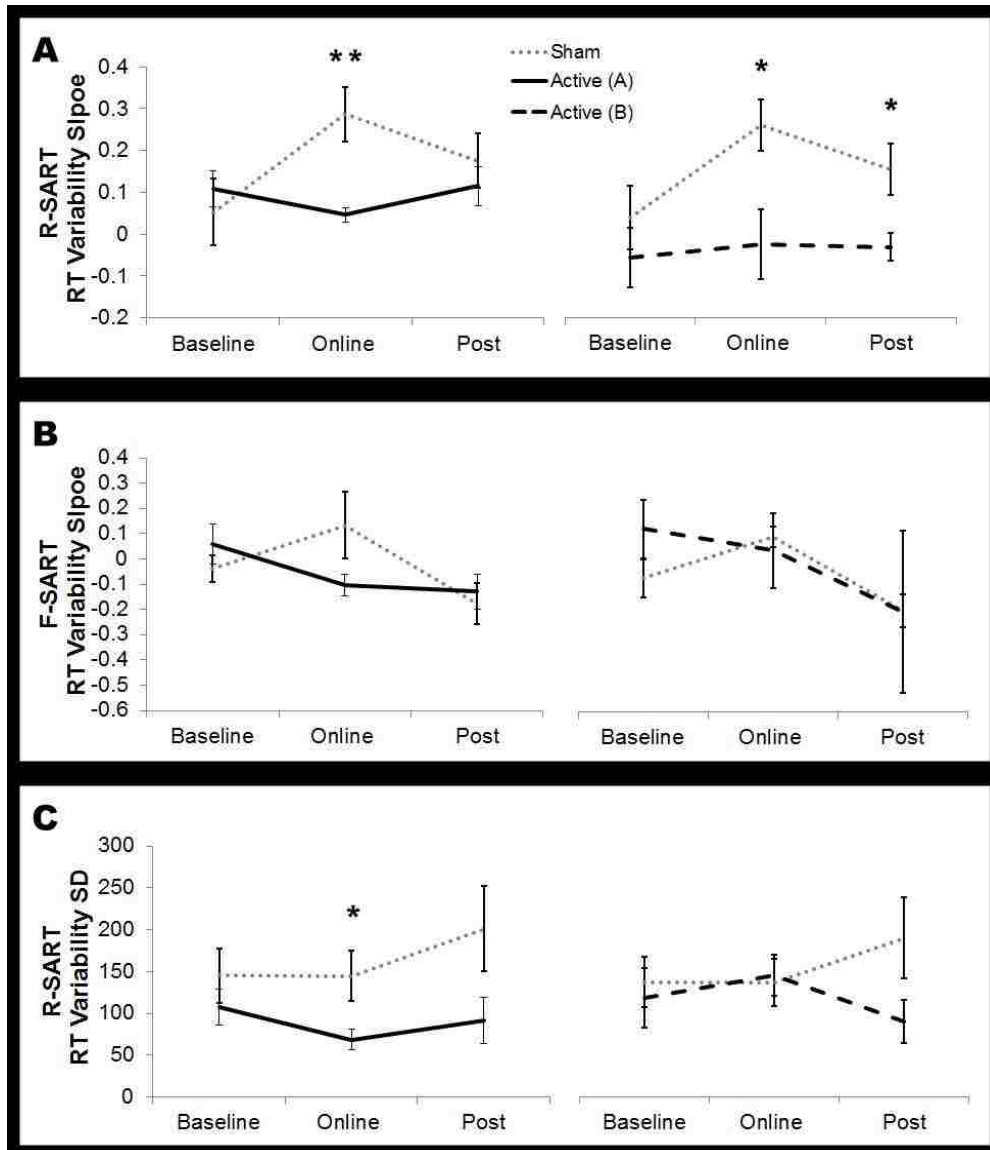 A
R-SART
RT Variability Slpoe
0.4
0.3
0.2
0.1
0
-0.1
-0.2
**
Sham
Active (A)
Active (B)
*
*
Baseline Online Post
Baseline Online Post
B
F-SART
RT Variability Slpoe
0.4
0.3
0.2
0.1
0
-0.1
-0.2
-0.3
-0.4
-0.5
-0.6
Baseline Online Post
Baseline Online Post
C
R-SART
RT Variability SD
300
250
200
150
100
50
0
*
Baseline Online Post
Baseline Online Post